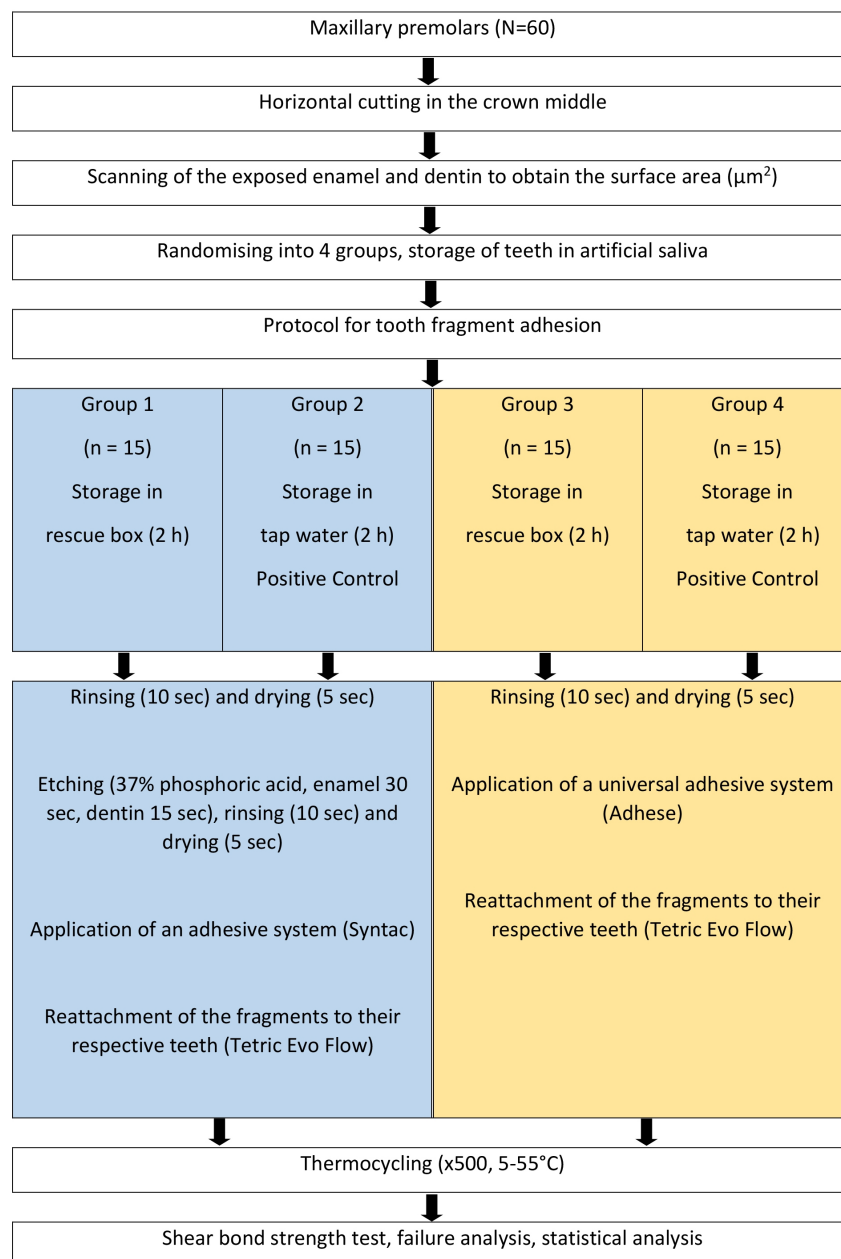 Maxillary premolars (N=60)
Horizontal cutting in the crown middle
Scanning of the exposed enamel and dentin to obtain the surface area (µm²)
Randomising into 4 groups, storage of teeth in artificial saliva
Protocol for tooth fragment adhesion
Group 1
(n = 15)
Storage in
rescue box (2 h)
Group 2
(n = 15)
Storage in
tap water (2 h)
Positive Control
Group 3
(n = 15)
Storage in
rescue box (2 h)
Group 4
(n = 15)
Storage in
tap water (2 h)
Positive Control
Rinsing (10 sec) and drying (5 sec)
Etching (37% phosphoric acid, enamel 30
sec, dentin 15 sec), rinsing (10 sec) and
drying (5 sec)
Application of an adhesive system (Syntac)
Reattachment of the fragments to their
respective teeth (Tetric Evo Flow)
Rinsing (10 sec) and drying (5 sec)
Application of a universal adhesive system
(Adhese)
Reattachment of the fragments to their
respective teeth (Tetric Evo Flow)
Thermocycling (x500, 5-55°C)
Shear bond strength test, failure analysis, statistical analysis